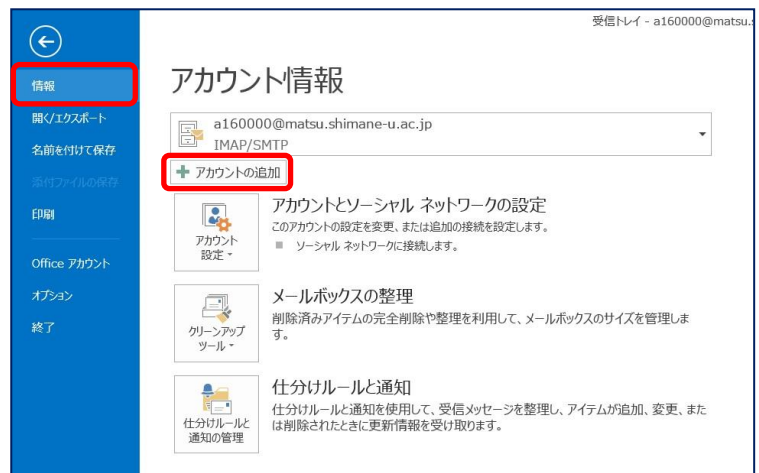 受信トレイ - a160000@matsu.s
情報
開く/エクスポート
名前を付けて保存
添付ファイルの保存
印刷
Office アカウント
オプション
終了
アカウント情報
a160000@matsu.shimane-u.ac.jp
IMAP/SMTP
アカウントの追加
アカウント
設定
アカウントとソーシャル ネットワークの設定
このアカウントの設定を変更、または追加の接続を設定します。
ソーシャル ネットワークに接続します。
クリーンアップ
ツール
メールボックスの整理
削除済みアイテムの完全削除や整理を利用して、メールボックスのサイズを管理しま
す。
仕分けルールと
通知の管理
仕分けルールと通知
仕分けルールと通知を使用して、受信メッセージを整理し、アイテムが追加、変更、また
は削除されたときに更新情報を受け取ります。